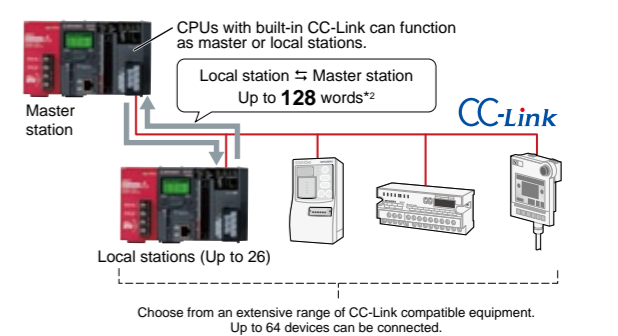 CPUs with built-in CC-Link can function
as master or local stations.
Local station ⇆ Master station
Up to 128 words*2
Master
station
CC-Link
Local stations (Up to 26)
Choose from an extensive range of CC-Link compatible equipment.
Up to 64 devices can be connected.